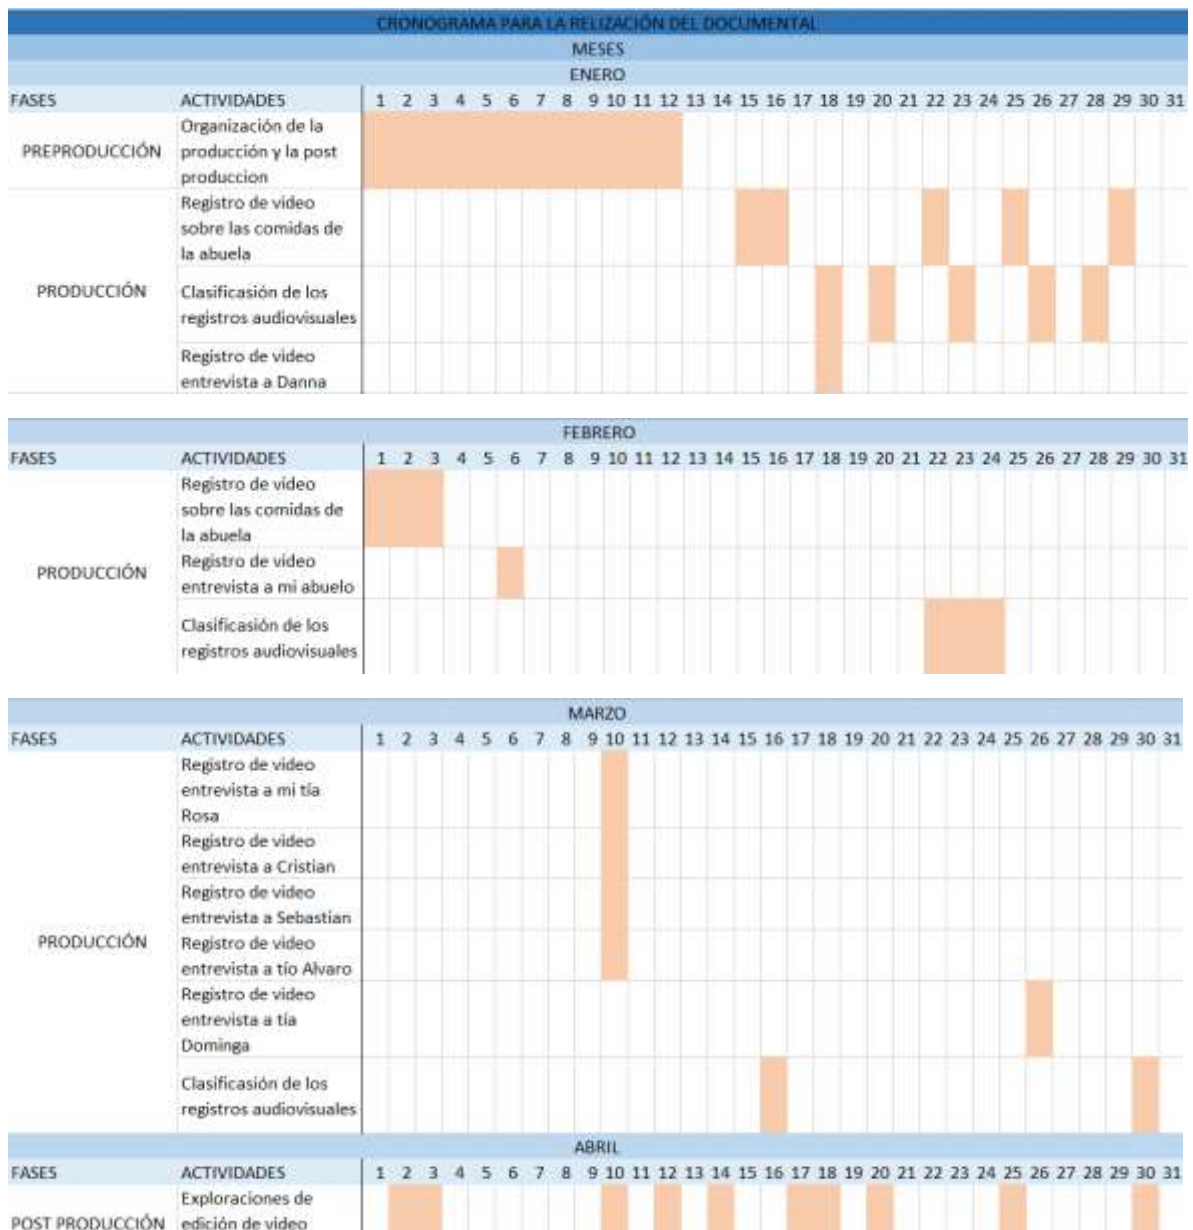 CRONOGRAMA PARA LA RELIZACIÓN DEL DOCUMENTAL
MESES
ENERO
FASES ACTIVIDADES 1 2 3 4 5 6 7 8 9 10 11 12 13 14 15 16 17 18 19 20 21 22 23 24 25 26 27 28 29 30 31
PREPRODUCCIÓN
Organización de la
producción y la post
produccion
PRODUCCIÓN
Registro de video
sobre las comidas de
la abuela
Clasificasión de los
registros audiovisuales
Registro de video
entrevista a Danna
FEBRERO
FASES ACTIVIDADES 1 2 3 4 5 6 7 8 9 10 11 12 13 14 15 16 17 18 19 20 21 22 23 24 25 26 27 28 29 30 31
PRODUCCIÓN
Registro de video
sobre las comidas de
la abuela
Registro de video
entrevista a mi abuelo
Clasificasión de los
registros audiovisuales
MARZO
FASES ACTIVIDADES 1 2 3 4 5 6 7 8 9 10 11 12 13 14 15 16 17 18 19 20 21 22 23 24 25 26 27 28 29 30 31
PRODUCCIÓN
Registro de video
entrevista a mi tía
Rosa
Registro de video
entrevista a Cristian
Registro de video
entrevista a Sebastian
Registro de video
entrevista a tío Alvaro
Registro de video
entrevista a tía
Dominga
Clasificasión de los
registros audiovisuales
ABRIL
FASES ACTIVIDADES 1 2 3 4 5 6 7 8 9 10 11 12 13 14 15 16 17 18 19 20 21 22 23 24 25 26 27 28 29 30 31
POST PRODUCCIÓN
Exploraciones de
edición de video